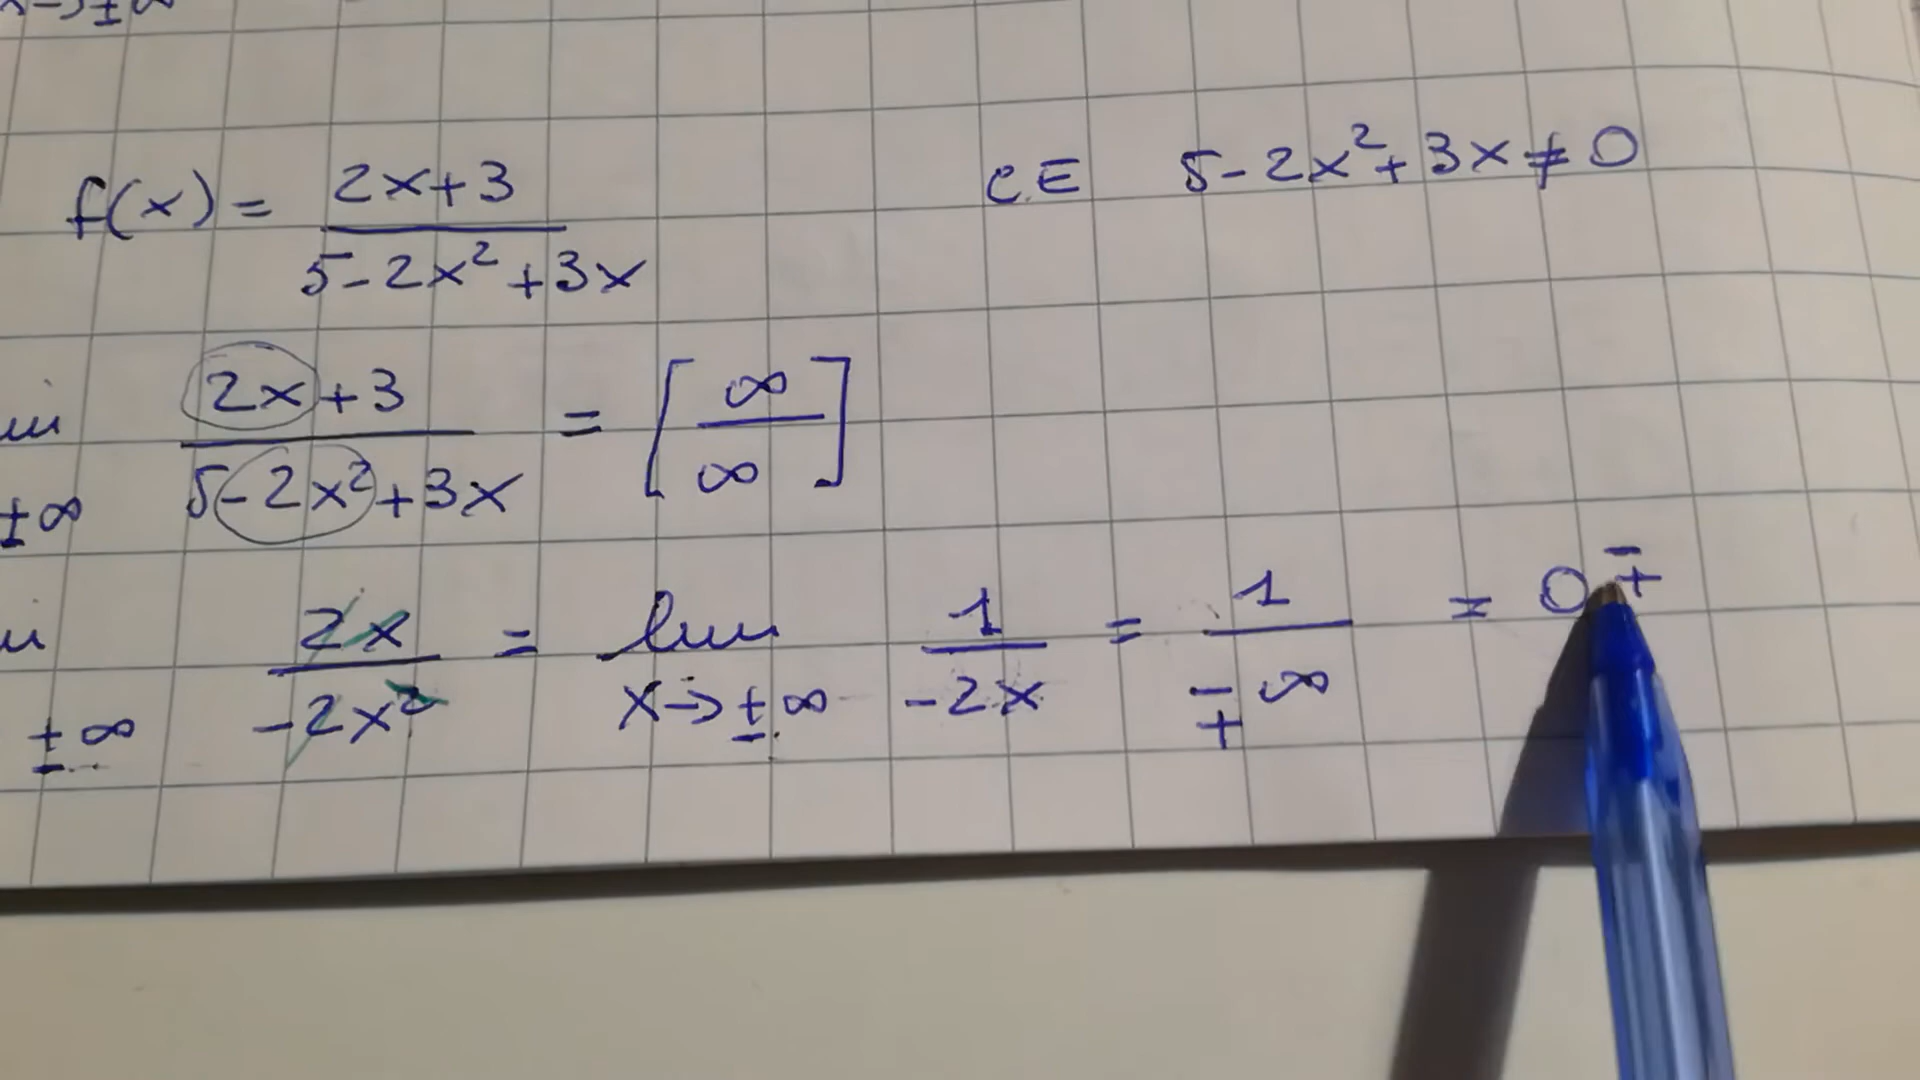 x→±∞
f(x) = (2x+3)/(5-2x²+3x)    C.E    5-2x²+3x≠0
(2x+3)/(5-2x²+3x) = [∞/∞]
±∞
2x/-2x² = lim x→±∞ 1/-2x = 1/∓∞ = 0^∓
±∞